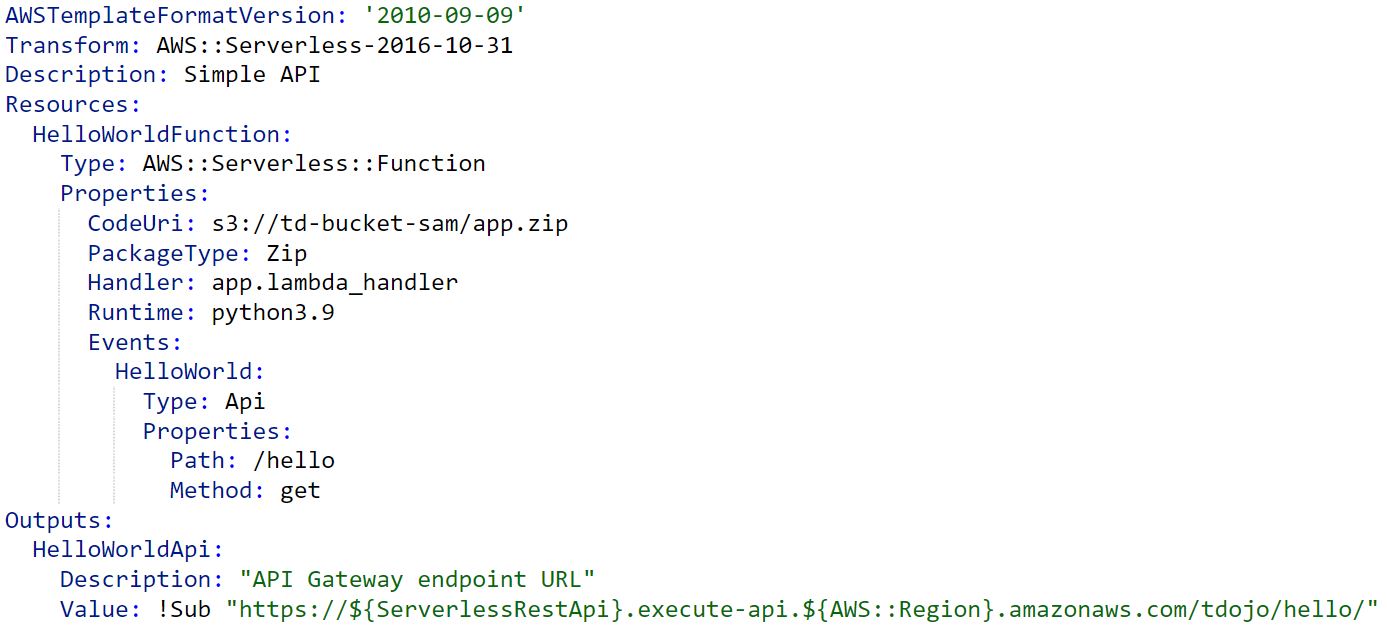 AWSTemplateFormatVersion: '2010-09-09'
Transform: AWS::Serverless-2016-10-31
Description: Simple API
Resources:
  HelloWorldFunction:
    Type: AWS::Serverless::Function
    Properties:
      CodeUri: s3://td-bucket-sam/app.zip
      PackageType: Zip
      Handler: app.lambda_handler
      Runtime: python3.9
      Events:
        HelloWorld:
          Type: Api
          Properties:
            Path: /hello
            Method: get
Outputs:
  HelloWorldApi:
    Description: "API Gateway endpoint URL"
    Value: !Sub "https://${ServerlessRestApi}.execute-api.${AWS::Region}.amazonaws.com/tdojo/hello/"